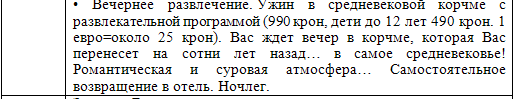 • Вечернее развлечение. Ужин в средневековой корчме с
развлекательной программой (990 крон, дети до 12 лет 490 крон. 1
евро=около 25 крон). Вас ждет вечер в корчме, которая Вас
перенесет на сотни лет назад… в самое средневековье!
Романтическая и суровая атмосфера… Самостоятельное
возвращение в отель. Ночлег.